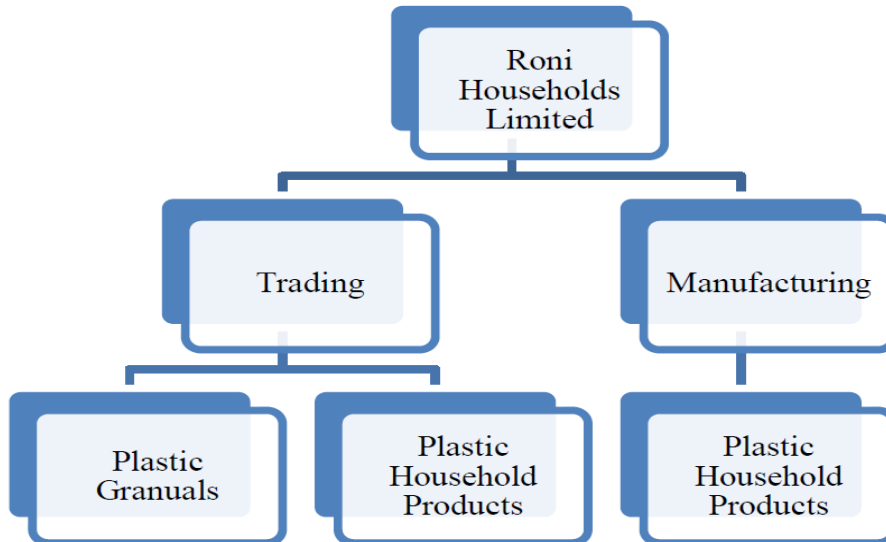 Roni
Households
Limited
Trading
Manufacturing
Plastic
Granuals
Plastic
Household
Products
Plastic
Household
Products